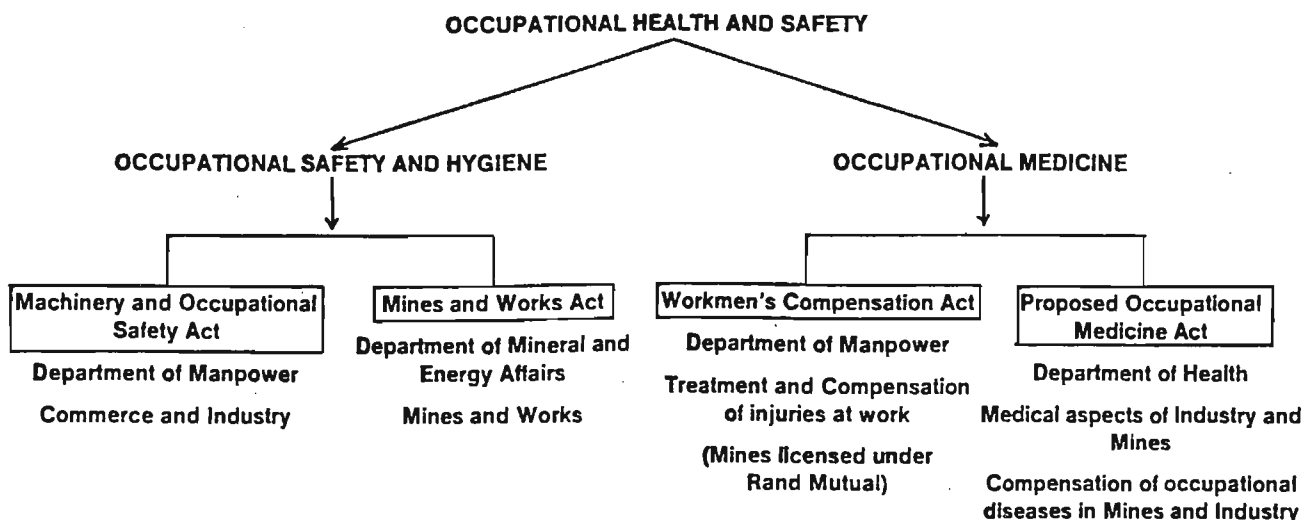 OCCUPATIONAL HEALTH AND SAFETY
OCCUPATIONAL SAFETY AND HYGIENE
OCCUPATIONAL MEDICINE
Machinery and Occupational
Safety Act
Department of Manpower
Commerce and Industry
Mines and Works Act
Department of Mineral and
Energy Affairs
Mines and Works
Workmen's Compensation Act
Department of Manpower
Treatment and Compensation
of injuries at work
(Mines licensed under
Rand Mutual)
Proposed Occupational
Medicine Act
Department of Health
Medical aspects of Industry and
Mines
Compensation of occupational
diseases in Mines and Industry